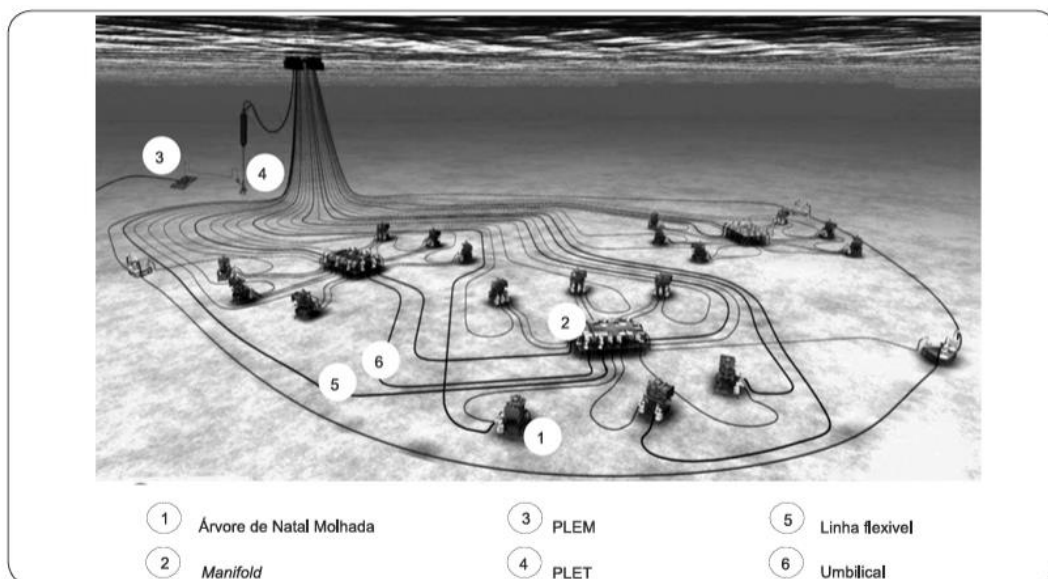 3
4
2
6
5
1
1 Árvore de Natal Molhada
3 PLEM
5 Linha flexivel
2 Manifold
4 PLET
6 Umbilical